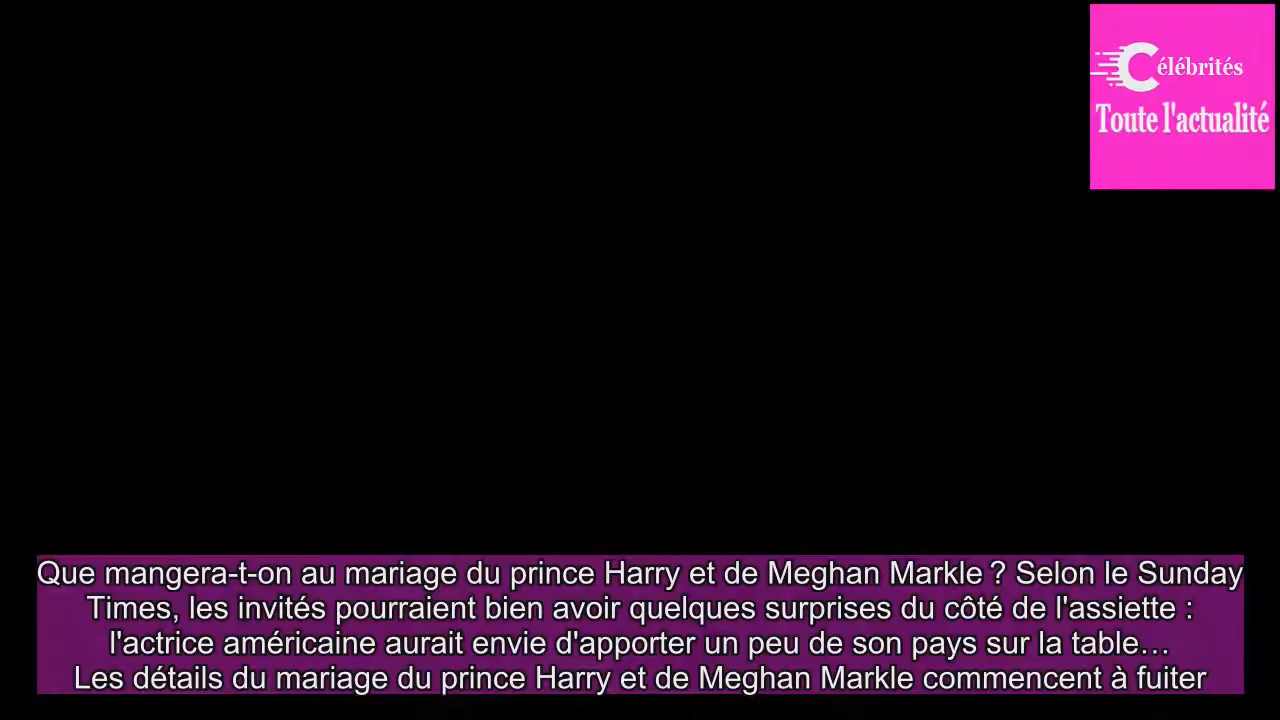 Célébrités
Toute l'actualité
Que mangera-t-on au mariage du prince Harry et de Meghan Markle ? Selon le Sunday
Times, les invités pourraient bien avoir quelques surprises du côté de l'assiette :
l'actrice américaine aurait envie d'apporter un peu de son pays sur la table…
Les détails du mariage du prince Harry et de Meghan Markle commencent à fuiter